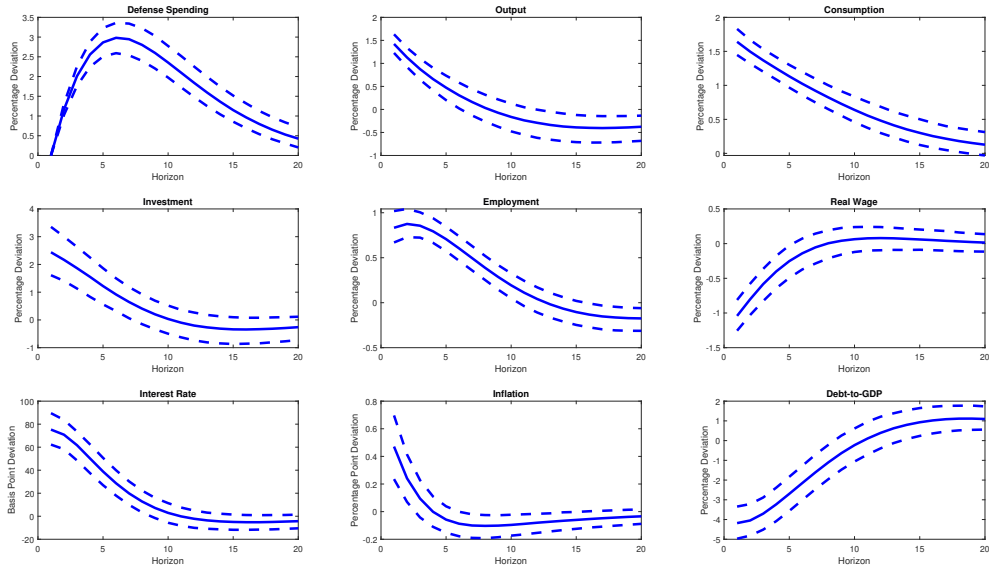 Defense Spending
Percentage Deviation
3.5
3
2.5
2
1.5
1
0.5
0
0 5 10 15 20
Horizon
Output
Percentage Deviation
2
1.5
1
0.5
0
-0.5
-1
0 5 10 15 20
Horizon
Consumption
Percentage Deviation
2
1.5
1
0.5
0
0 5 10 15 20
Horizon
Investment
Percentage Deviation
4
3
2
1
0
-1
0 5 10 15 20
Horizon
Employment
Percentage Deviation
1
0.5
0
-0.5
0 5 10 15 20
Horizon
Real Wage
Percentage Deviation
0.5
0
-0.5
-1
-1.5
0 5 10 15 20
Horizon
Interest Rate
Basis Point Deviation
100
80
60
40
20
0
-20
0 5 10 15 20
Horizon
Inflation
Percentage Point Deviation
0.8
0.6
0.4
0.2
0
-0.2
0 5 10 15 20
Horizon
Debt-to-GDP
Percentage Deviation
2
1
0
-1
-2
-3
-4
-5
0 5 10 15 20
Horizon